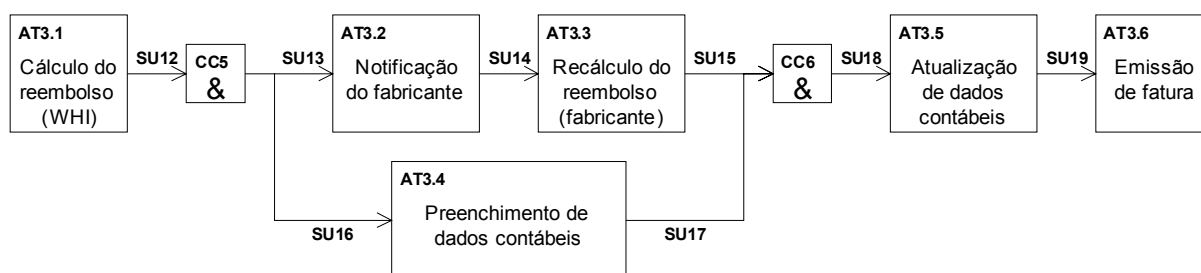 AT3.1
Cálculo do
reembolso
(WHI)
SU12
CC5
&
SU13
AT3.2
Notificação
do fabricante
SU14
AT3.3
Recálculo do
reembolso
(fabricante)
SU15
CC6
&
SU18
AT3.5
Atualização
de dados
contábeis
SU19
AT3.6
Emissão
de fatura
SU16
AT3.4
Preenchimento de
dados contábeis
SU17